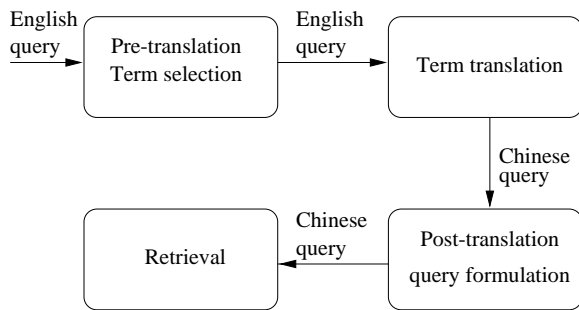 English
query
Pre-translation
Term selection
English
query
Term translation
Chinese
query
Post-translation
query formulation
Chinese
query
Retrieval